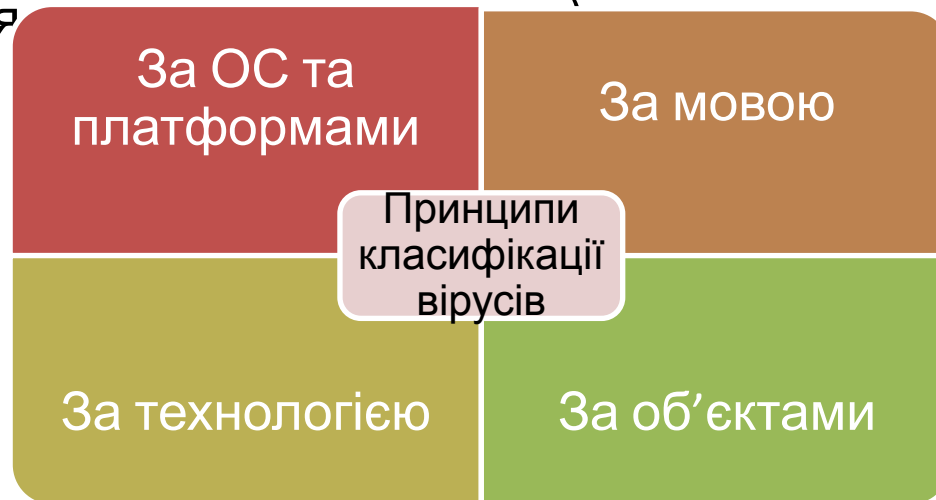 За ОС та
платформами
За мовою
Принципи
класифікації
вірусів
За технологією
За об’єктами